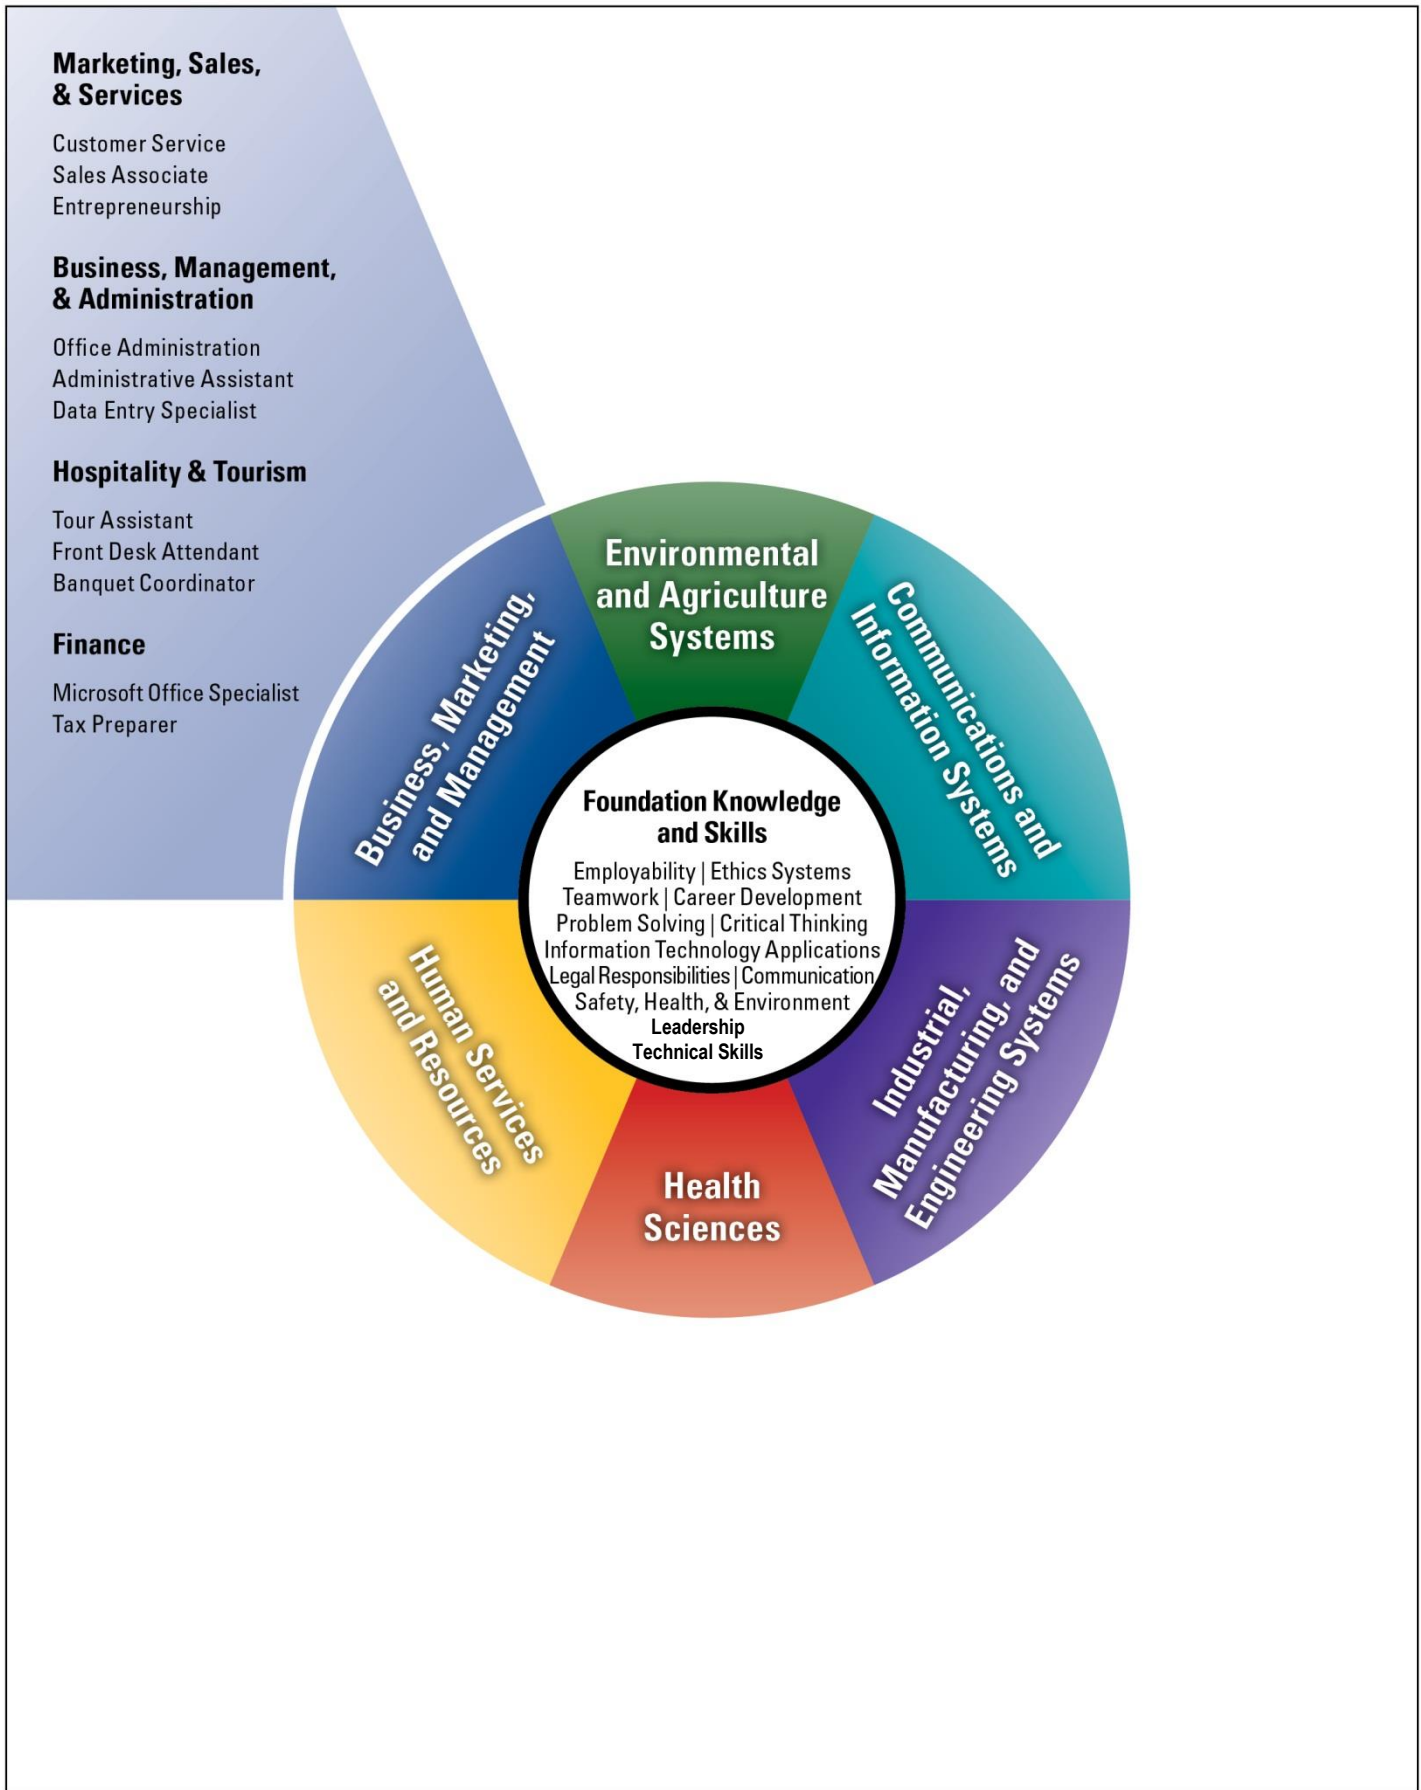 Marketing, Sales,
& Services
Customer Service
Sales Associate
Entrepreneurship
Business, Management,
& Administration
Office Administration
Administrative Assistant
Data Entry Specialist
Hospitality & Tourism
Tour Assistant
Front Desk Attendant
Banquet Coordinator
Finance
Microsoft Office Specialist
Tax Preparer
Business, Marketing,
and Management
Environmental
and Agriculture
Systems
Communications and
Information Systems
Foundation Knowledge
and Skills
Employability | Ethics Systems
Teamwork | Career Development
Problem Solving | Critical Thinking
Information Technology Applications
Legal Responsibilities | Communication
Safety, Health, & Environment
Leadership
Technical Skills
Human Services
and Resources
Health
Sciences
Industrial,
Manufacturing, and
Engineering Systems